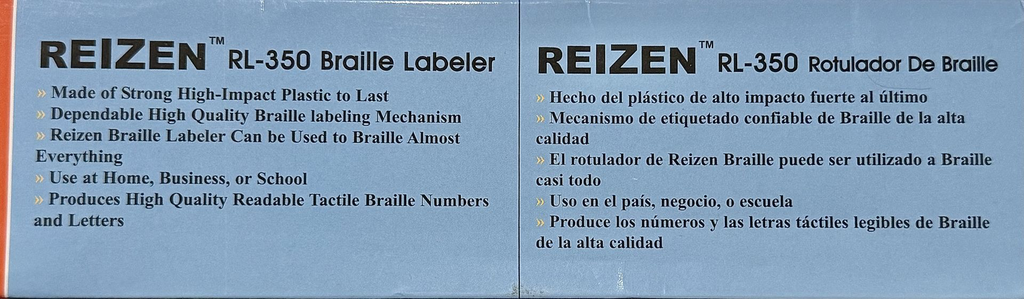 REIZEN™ RL-350 Braille Labeler
» Made of Strong High-Impact Plastic to Last
» Dependable High Quality Braille labeling Mechanism
» Reizen Braille Labeler Can be Used to Braille Almost
Everything
» Use at Home, Business, or School
» Produces High Quality Readable Tactile Braille Numbers
and Letters
REIZEN™ RL-350 Rotulador De Braille
» Hecho del plástico de alto impacto fuerte al último
» Mecanismo de etiquetado confiable de Braille de la alta
calidad
» El rotulador de Reizen Braille puede ser utilizado a Braille
casi todo
» Uso en el país, negocio, o escuela
» Produce los números y las letras táctiles legibles de Braille
de la alta calidad